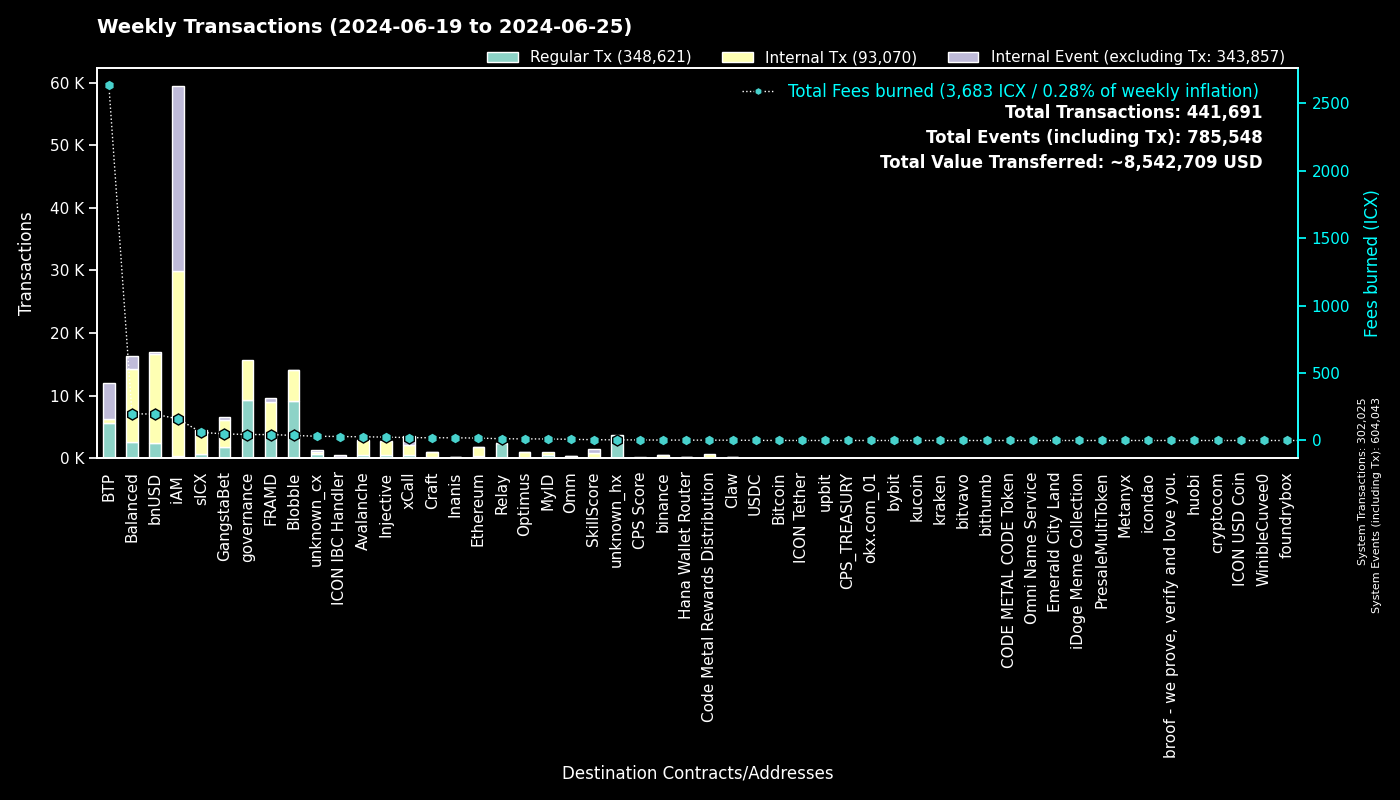 Weekly Transactions (2024-06-19 to 2024-06-25)
Regular Tx (348,621)
Internal Tx (93,070)
Internal Event (excluding Tx: 343,857)
Total Fees burned (3,683 ICX / 0.28% of weekly inflation)
Total Transactions: 441,691
Total Events (including Tx): 785,548
Total Value Transferred: ~8,542,709 USD
Transactions
60 K
50 K
40 K
30 K
20 K
10 K
0 K
Fees burned (ICX)
2500
2000
1500
1000
500
0
System Transactions: 302,025
System Events (including Tx): 604,043
BTP
Balanced
bnUSD
iAM
sICX
GangstaBet
governance
FRAMD
Blobble
unknown_cx
ICON IBC Handler
Avalanche
Injective
xCall
Craft
Inanis
Ethereum
Relay
Optimus
MyID
Omm
SkillScore
unknown_hx
CPS Score
binance
Hana Wallet Router
Code Metal Rewards Distribution
Claw
USDC
Bitcoin
ICON Tether
upbit
CPS_TREASURY
okx.com_01
bybit
kucoin
kraken
bitvavo
bithumb
CODE METAL CODE Token
Omni Name Service
Emerald City Land
iDoge Meme Collection
PresaleMultiToken
Metanyx
icondao
broof - we prove, verify and love you.
huobi
cryptocom
ICON USD Coin
WinibleCuvee0
foundrybox
Destination Contracts/Addresses